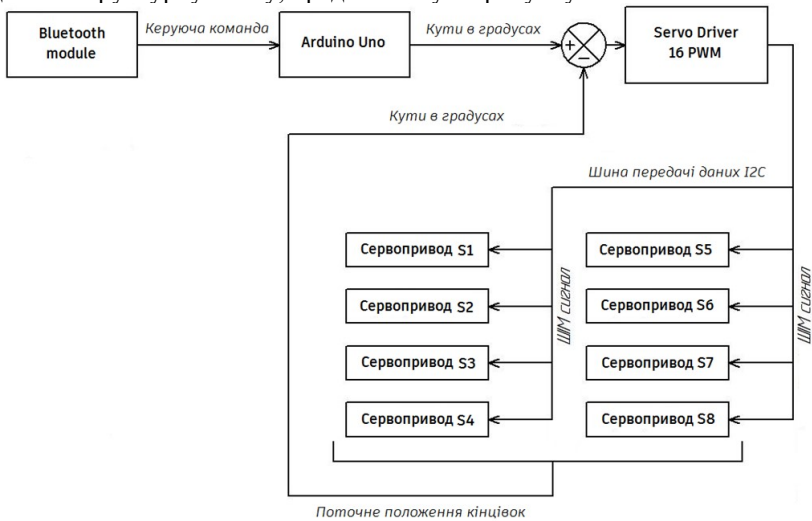 Bluetooth
module
Керуюча команда
Arduino Uno
Кути в градусах
+
−
Servo Driver
16 PWM
Кути в градусах
Шина передачі даних I2C
Сервопривод S1
Сервопривод S5
Сервопривод S2
Сервопривод S6
ШІМ сигнал
ШІМ сигнал
Сервопривод S3
Сервопривод S7
Сервопривод S4
Сервопривод S8
Поточне положення кінцівок